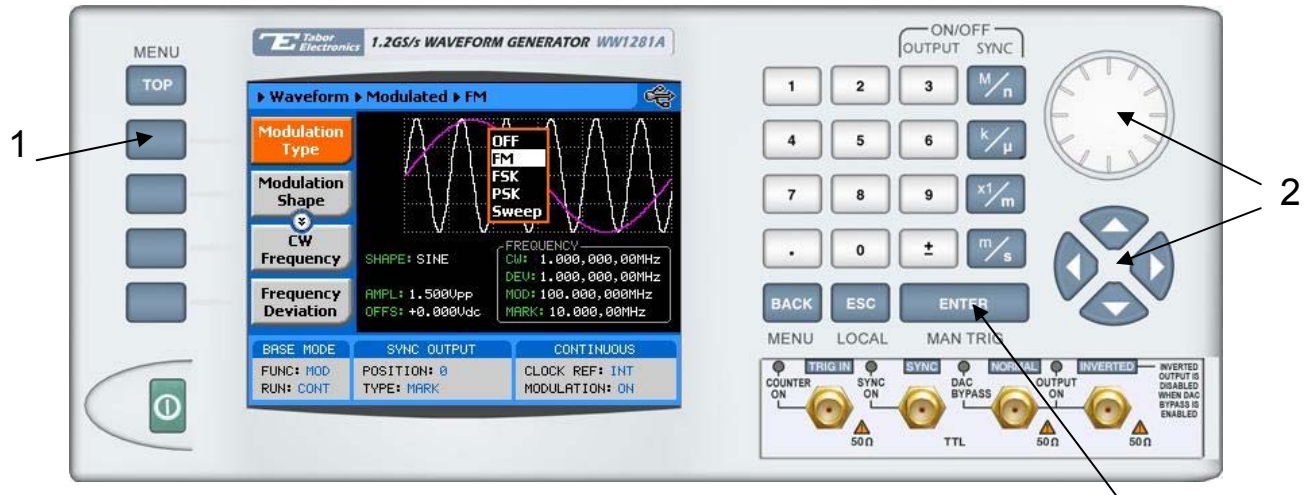 MENU
TOP
1
Tabor Electronics 1.2GS/s WAVEFORM GENERATOR WW1281A
Waveform Modulated FM
Modulation Type
Modulation Shape
CW Frequency
Frequency Deviation
OFF
FM
FSK
PSK
Sweep
SHAPE: SINE
AMPL: 1.500Vpp
OFFS: +0.000Vdc
FREQUENCY
CW: 1.000,000,00MHz
DEV: 1.000,000,00MHz
MOD: 100.000,000MHz
MARK: 10.000,00MHz
BASE MODE
FUNC: MOD
RUN: CONT
SYNC OUTPUT
POSITION: 0
TYPE: MARK
CONTINUOUS
CLOCK REF: INT
MODULATION: ON
ON/OFF
OUTPUT SYNC
1 2 3 M/n
4 5 6 k/µ
7 8 9 x1/m
. 0 ± m/s
BACK ESC ENTER
MENU LOCAL MAN TRIG
2
TRIG IN SYNC NORMAL INVERTED
COUNTER ON
SYNC ON
DAC BYPASS
OUTPUT ON
INVERTED OUTPUT IS DISABLED WHEN DAC BYPASS IS ENABLED
50Ω TTL 50Ω 50Ω